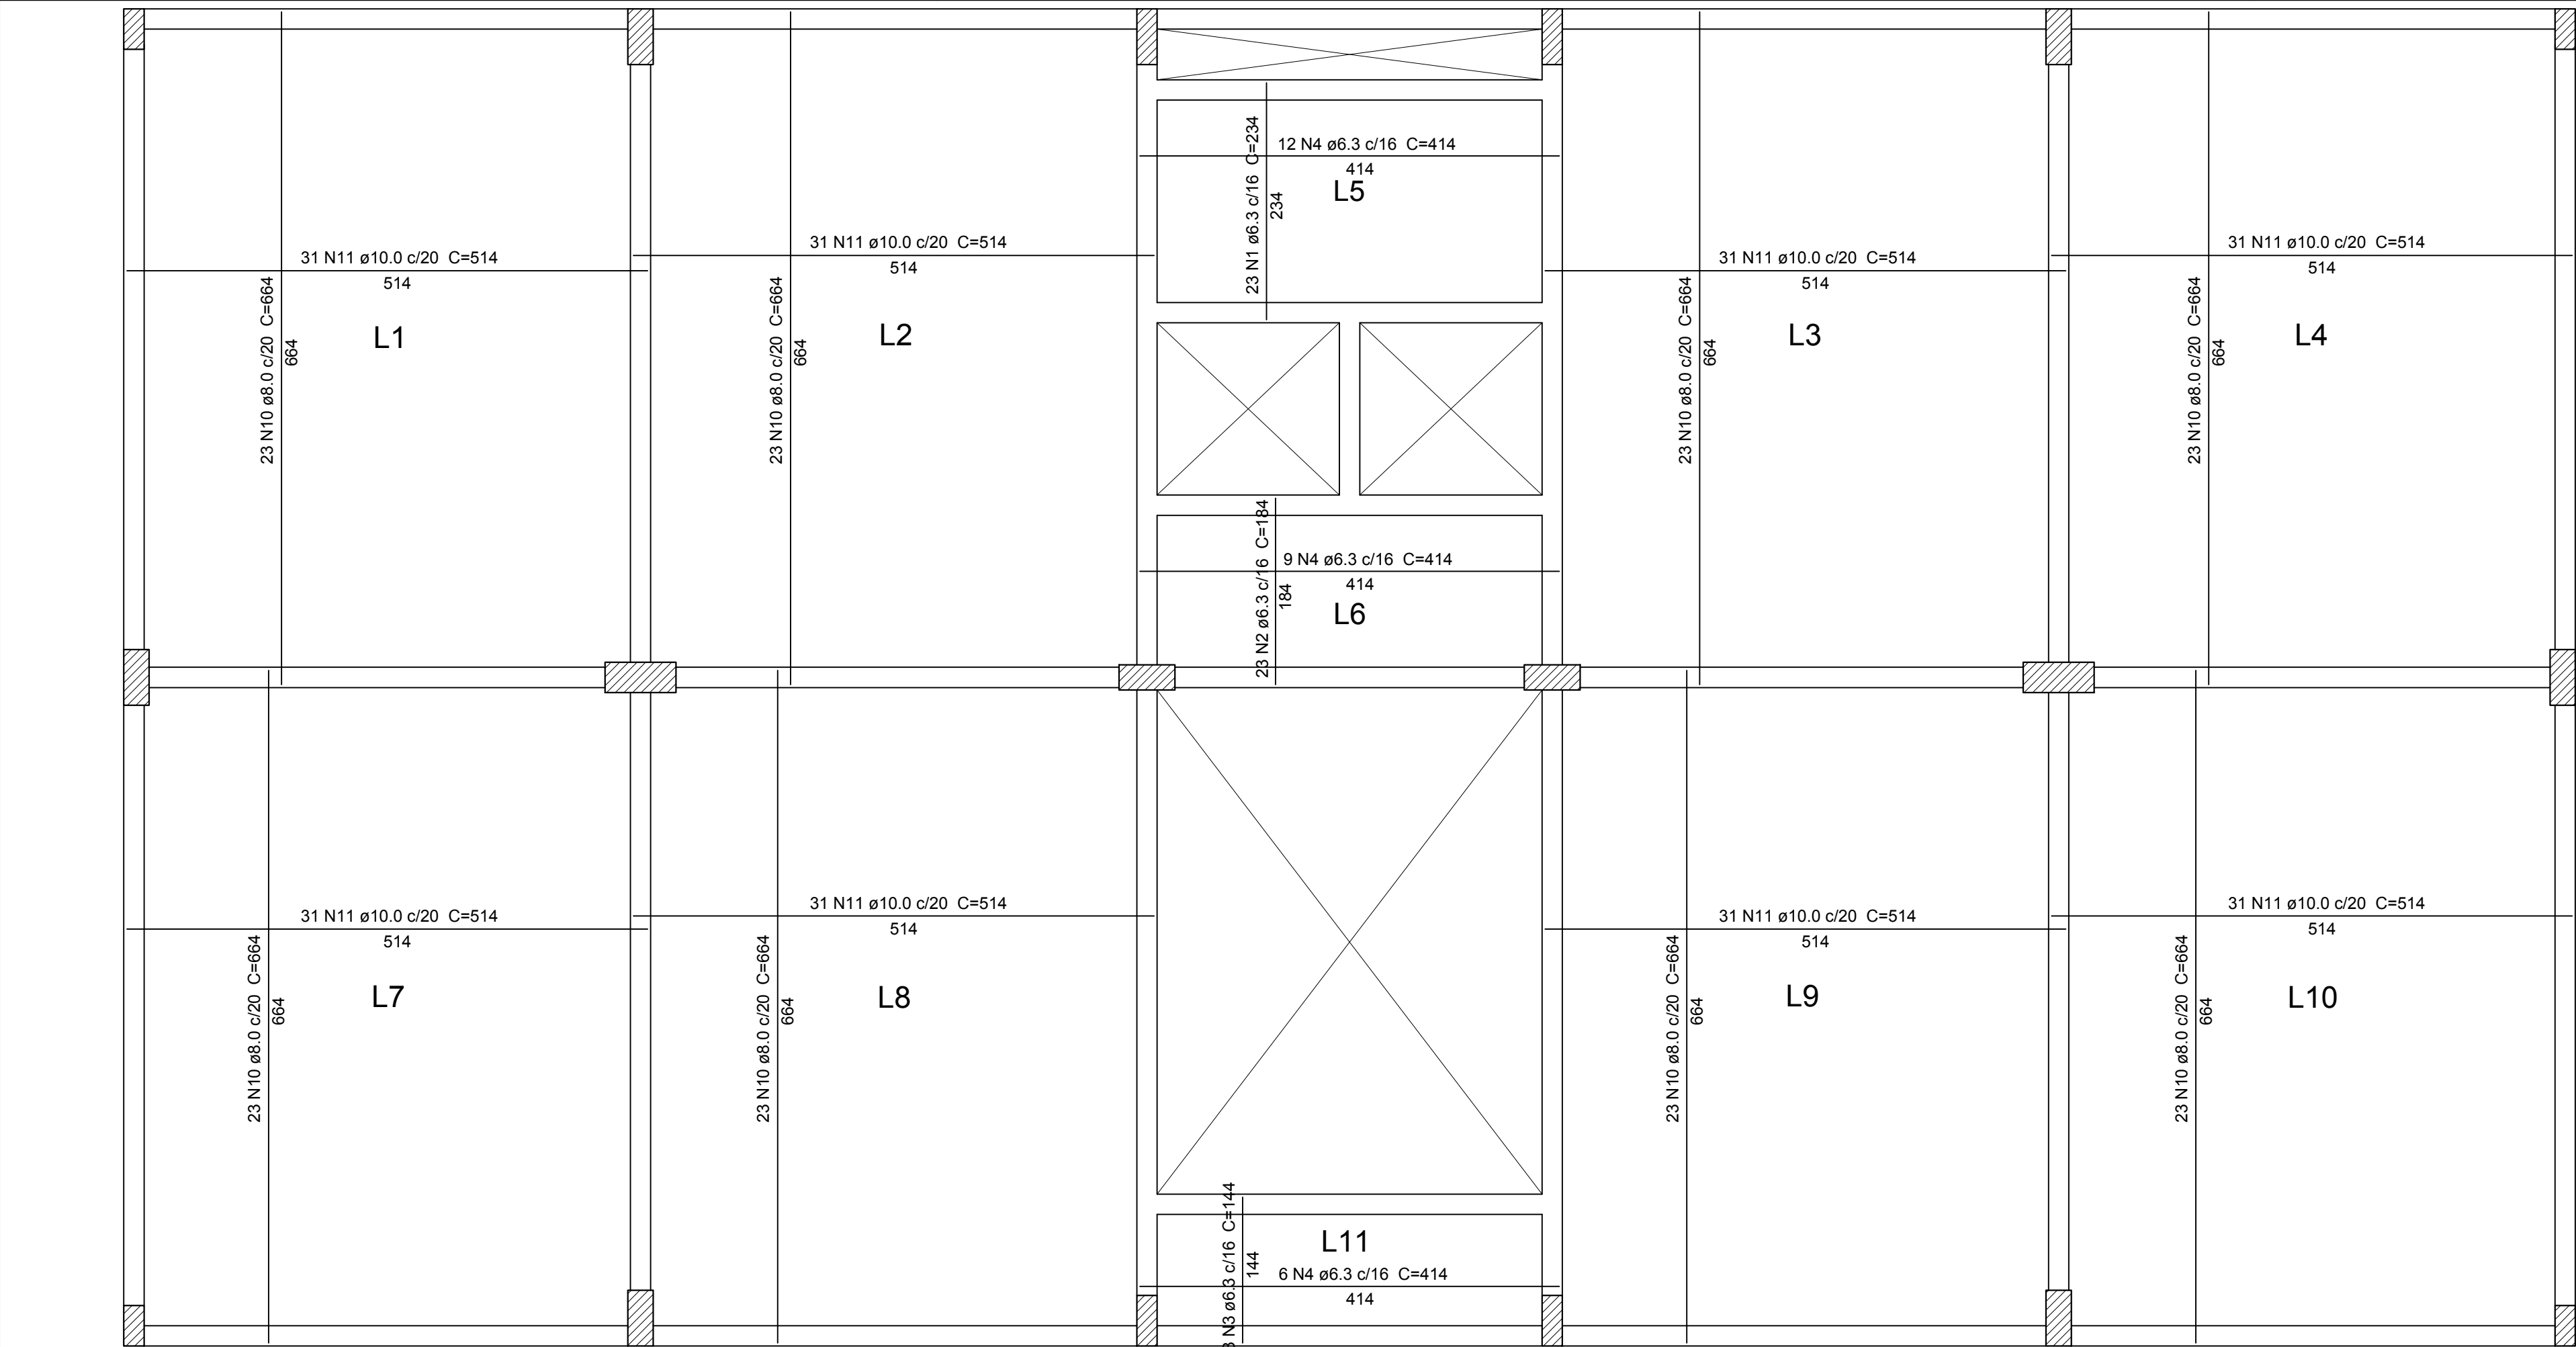 12 N4 ø6.3 c/16 C=414
414
L5
23 N1 ø6.3 c/16 C=234
234
31 N11 ø10.0 c/20 C=514
514
31 N11 ø10.0 c/20 C=514
514
31 N11 ø10.0 c/20 C=514
514
31 N11 ø10.0 c/20 C=514
514
L1
23 N10 ø8.0 c/20 C=664
664
L2
23 N10 ø8.0 c/20 C=664
664
L3
23 N10 ø8.0 c/20 C=664
664
L4
23 N10 ø8.0 c/20 C=664
664
9 N4 ø6.3 c/16 C=414
414
L6
23 N2 ø6.3 c/16 C=184
184
31 N11 ø10.0 c/20 C=514
514
31 N11 ø10.0 c/20 C=514
514
31 N11 ø10.0 c/20 C=514
514
31 N11 ø10.0 c/20 C=514
514
L7
23 N10 ø8.0 c/20 C=664
664
L8
23 N10 ø8.0 c/20 C=664
664
L9
23 N10 ø8.0 c/20 C=664
664
L10
23 N10 ø8.0 c/20 C=664
664
L11
N3 ø6.3 c/16 C=144
144
6 N4 ø6.3 c/16 C=414
414